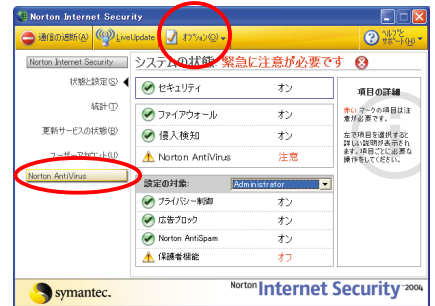 Norton Internet Security
通信の遮断(A)
LiveUpdate
オプション(O)
ヘルプとサポート(H)
Norton Internet Security
状態と設定(S)
統計(T)
更新サービスの状態(B)
ユーザーアカウント(U)
Norton AntiVirus
システムの状態: 緊急に注意が必要です
セキュリティ オン
ファイアウォール オン
侵入検知 オン
Norton AntiVirus 注意
設定の対象: Administrator
プライバシー制御 オン
広告ブロック オン
Norton AntiSpam オン
保護者機能 オフ
項目の詳細
赤い マークの項目は注
意が必要です。
左で項目を選択すると
詳しい説明が表示され
ます。項目ごとに必要な
操作をしてください。
symantec.
Norton Internet Security 2004